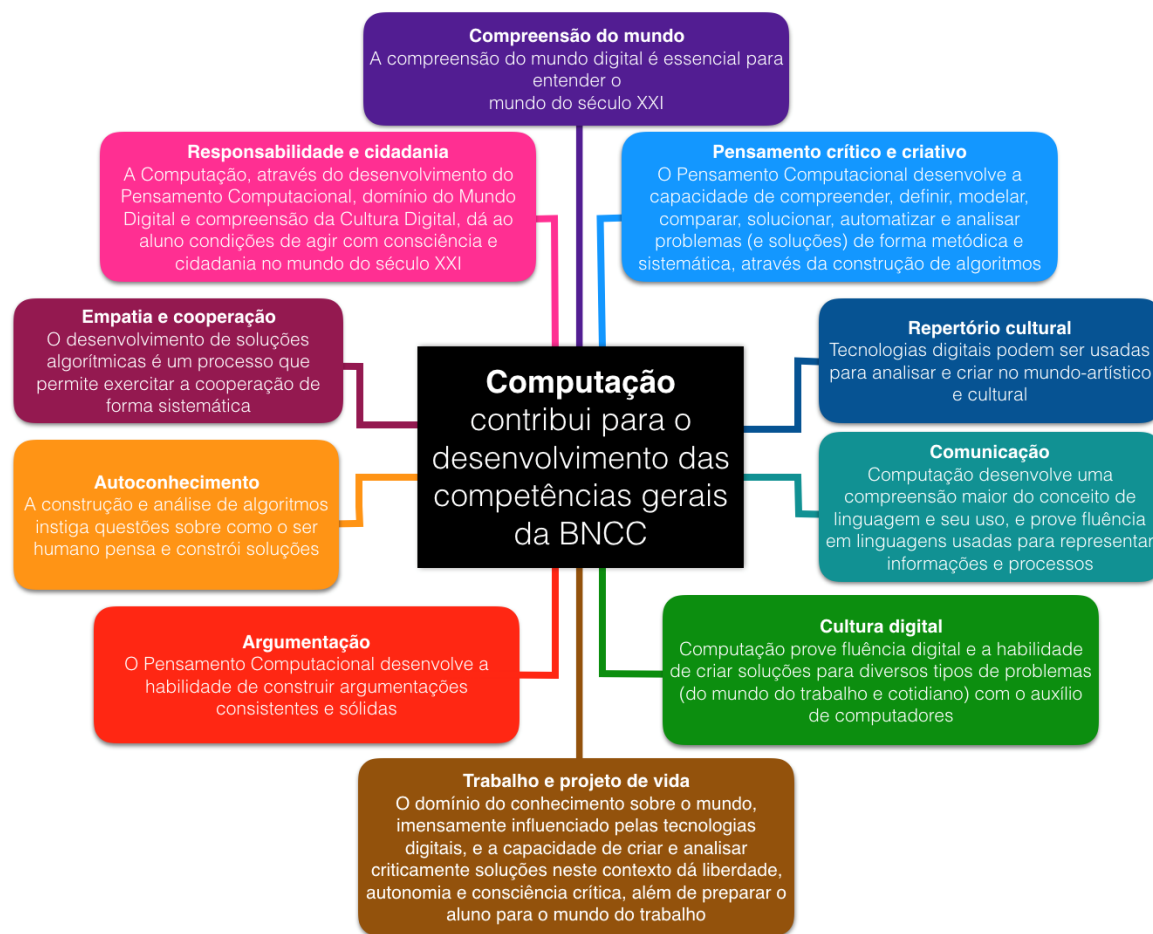 Compreensão do mundo
A compreensão do mundo digital é essencial para
entender o
mundo do século XXI
Responsabilidade e cidadania
A Computação, através do desenvolvimento do
Pensamento Computacional, domínio do Mundo
Digital e compreensão da Cultura Digital, dá ao
aluno condições de agir com consciência e
cidadania no mundo do século XXI
Pensamento crítico e criativo
O Pensamento Computacional desenvolve a
capacidade de compreender, definir, modelar,
comparar, solucionar, automatizar e analisar
problemas (e soluções) de forma metódica e
sistemática, através da construção de algoritmos
Empatia e cooperação
O desenvolvimento de soluções
algorítmicas é um processo que
permite exercitar a cooperação de
forma sistemática
Repertório cultural
Tecnologias digitais podem ser usadas
para analisar e criar no mundo-artístico
e cultural
Computação
contribui para o
desenvolvimento das
competências gerais
da BNCC
Autoconhecimento
A construção e análise de algoritmos
instiga questões sobre como o ser
humano pensa e constrói soluções
Comunicação
Computação desenvolve uma
compreensão maior do conceito de
linguagem e seu uso, e prove fluência
em linguagens usadas para representar
informações e processos
Argumentação
O Pensamento Computacional desenvolve a
habilidade de construir argumentações
consistentes e sólidas
Cultura digital
Computação prove fluência digital e a habilidade
de criar soluções para diversos tipos de problemas
(do mundo do trabalho e cotidiano) com o auxílio
de computadores
Trabalho e projeto de vida
O domínio do conhecimento sobre o mundo,
imensamente influenciado pelas tecnologias
digitais, e a capacidade de criar e analisar
criticamente soluções neste contexto dá liberdade,
autonomia e consciência crítica, além de preparar o
aluno para o mundo do trabalho